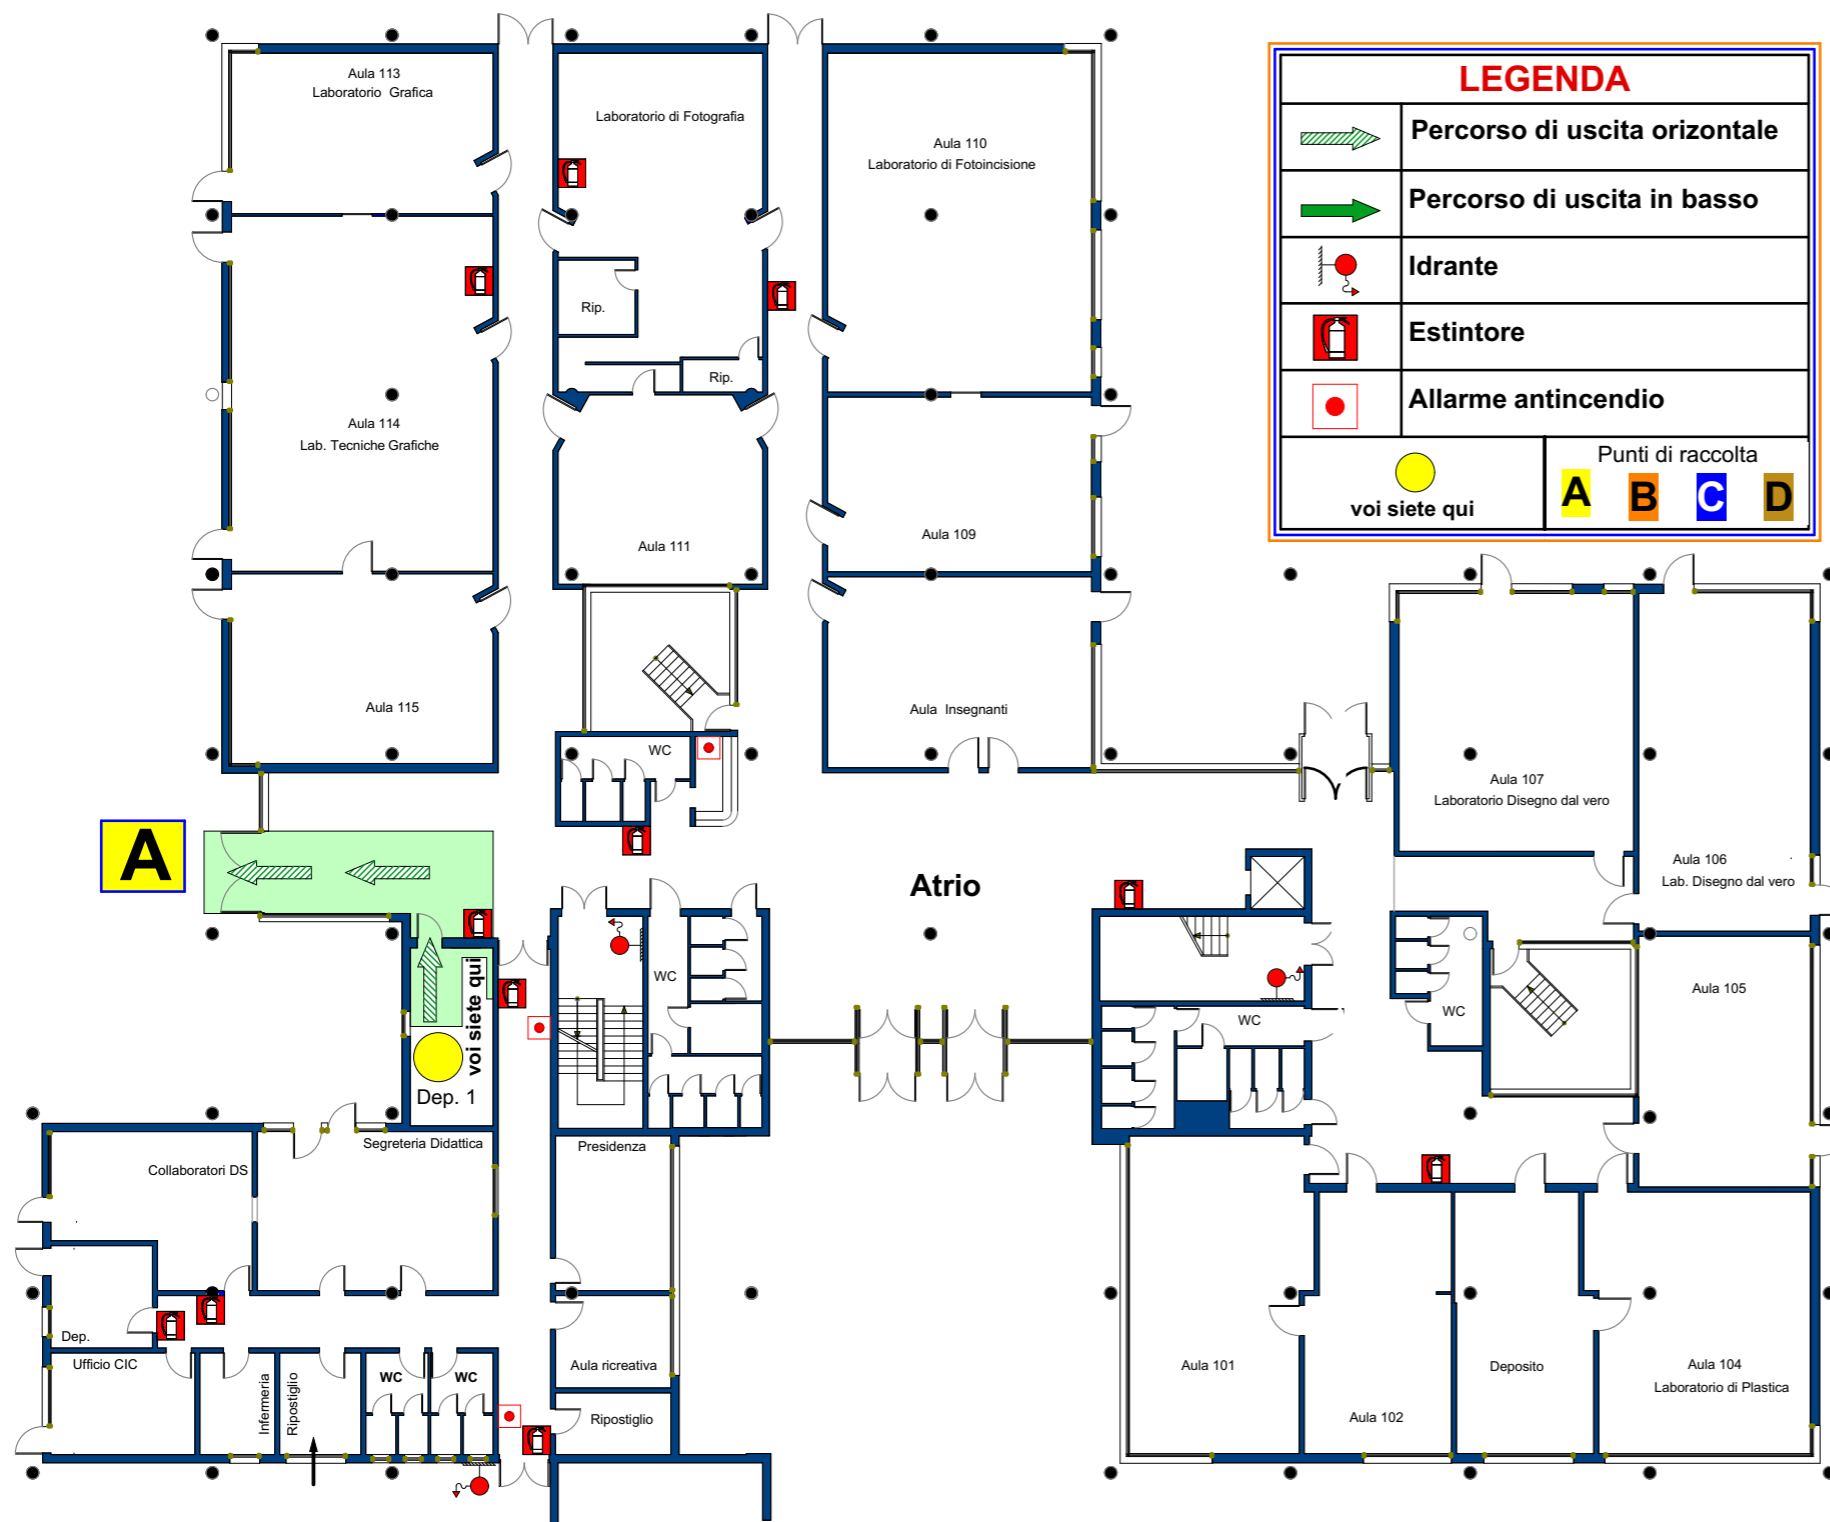 Aula 113
Laboratorio Grafica
Laboratorio di Fotografia
Aula 110
Laboratorio di Fotoincisione
LEGENDA
Percorso di uscita orizontale
Percorso di uscita in basso
Idrante
Estintore
Allarme antincendio
voi siete qui
Punti di raccolta
A B C D
Rip.
Rip.
Aula 114
Lab. Tecniche Grafiche
Aula 111
Aula 109
Aula 115
Aula Insegnanti
WC
Aula 107
Laboratorio Disegno dal vero
Aula 106
Lab. Disegno dal vero
A
Atrio
voi siete qui
WC
WC
WC
Aula 105
Dep. 1
Segreteria Didattica
Collaboratori DS
Presidenza
Dep.
Ufficio CIC
Infermeria
Ripostiglio
WC
WC
Aula ricreativa
Ripostiglio
Aula 101
Aula 102
Deposito
Aula 104
Laboratorio di Plastica